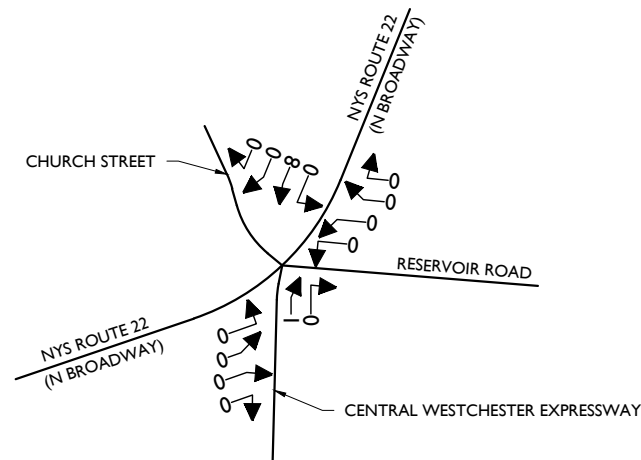 NYS ROUTE 22
(N BROADWAY)
CHURCH STREET
0
0
8
0
0
0
0
0
RESERVOIR ROAD
1
0
NYS ROUTE 22
(N BROADWAY)
0
0
0
0
CENTRAL WESTCHESTER EXPRESSWAY